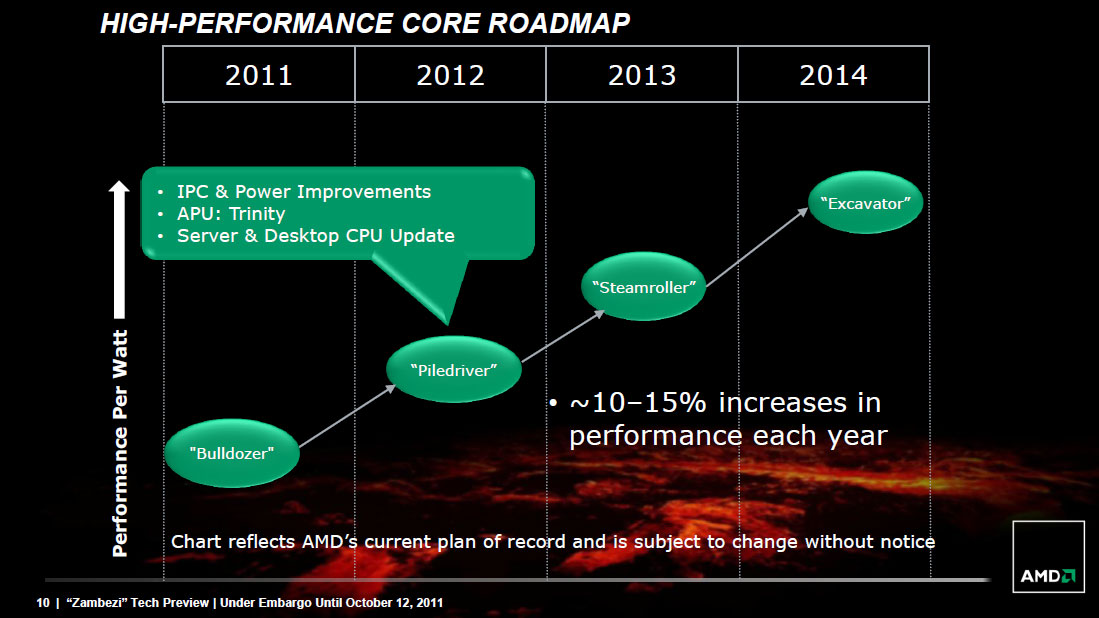 HIGH-PERFORMANCE CORE ROADMAP
2011 2012 2013 2014
• IPC & Power Improvements
• APU: Trinity
• Server & Desktop CPU Update
“Excavator”
“Steamroller”
“Piledriver”
"Bulldozer"
• ~10–15% increases in
performance each year
Performance Per Watt
Chart reflects AMD’s current plan of record and is subject to change without notice
AMD
10 | “Zambezi” Tech Preview | Under Embargo Until October 12, 2011